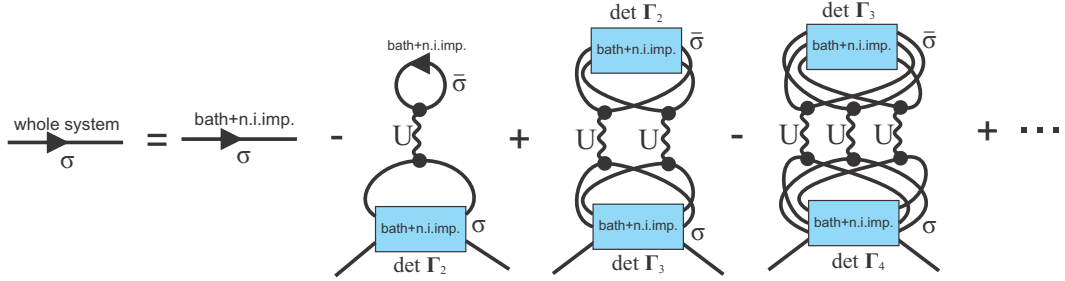 whole system
σ
=
bath+n.i.imp.
σ
-
bath+n.i.imp.
σ̄
U
bath+n.i.imp.
σ
det Γ₂
+
det Γ₂
bath+n.i.imp.
σ̄
U U
bath+n.i.imp.
σ
det Γ₃
-
det Γ₃
bath+n.i.imp.
σ̄
U U U
bath+n.i.imp.
σ
det Γ₄
+ ...